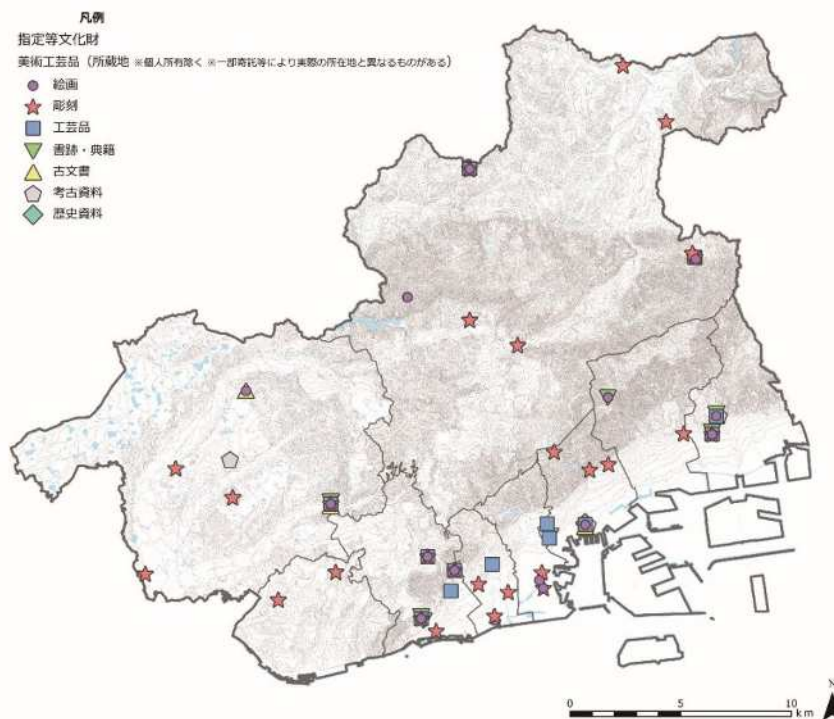 凡例
指定等文化財
美術工芸品（所蔵地 ※個人所有除く ※一部寄託等により実際の所在地と異なるものがある）
絵画
彫刻
工芸品
書跡・典籍
古文書
考古資料
歴史資料
N
0 5 10
km